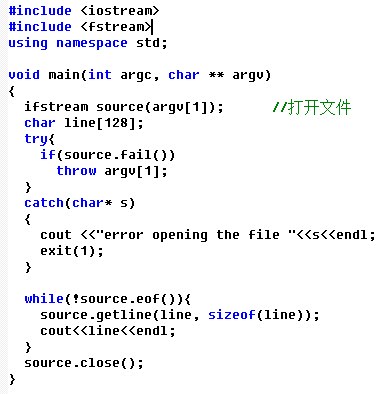 #include <iostream>
#include <fstream>
using namespace std;
void main(int argc, char ** argv)
{
  ifstream source(argv[1]);      //打开文件
  char line[128];
  try{
    if(source.fail())
      throw argv[1];
  }
  catch(char* s)
  {
    cout <<"error opening the file "<<s<<endl;
    exit(1);
  }
  while(!source.eof()){
    source.getline(line, sizeof(line));
    cout<<line<<endl;
  }
  source.close();
}